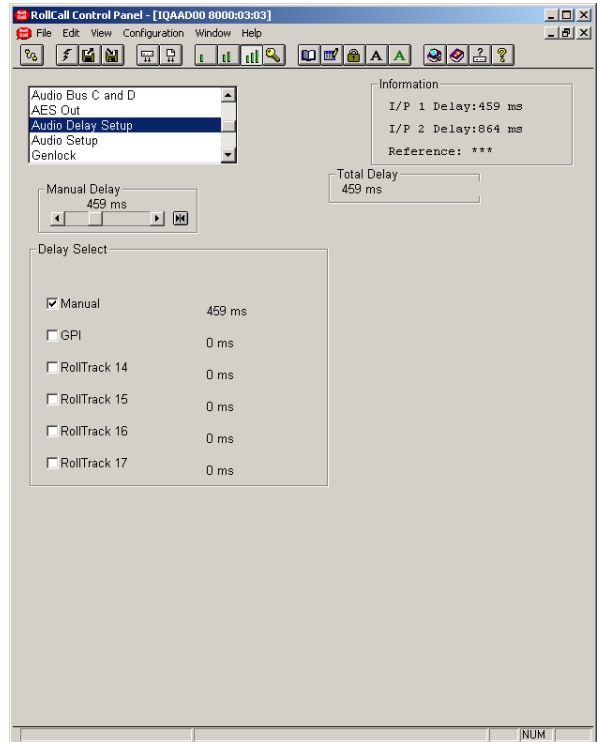 RollCall Control Panel - [IQAAD00 8000:03:03]
File Edit View Configuration Window Help
A A
Audio Bus C and D
AES Out
Audio Delay Setup
Audio Setup
Genlock
Information
I/P 1 Delay:459 ms
I/P 2 Delay:864 ms
Reference: ***
Total Delay
459 ms
Manual Delay
459 ms
Delay Select
Manual 459 ms
GPI 0 ms
RollTrack 14 0 ms
RollTrack 15 0 ms
RollTrack 16 0 ms
RollTrack 17 0 ms
NUM